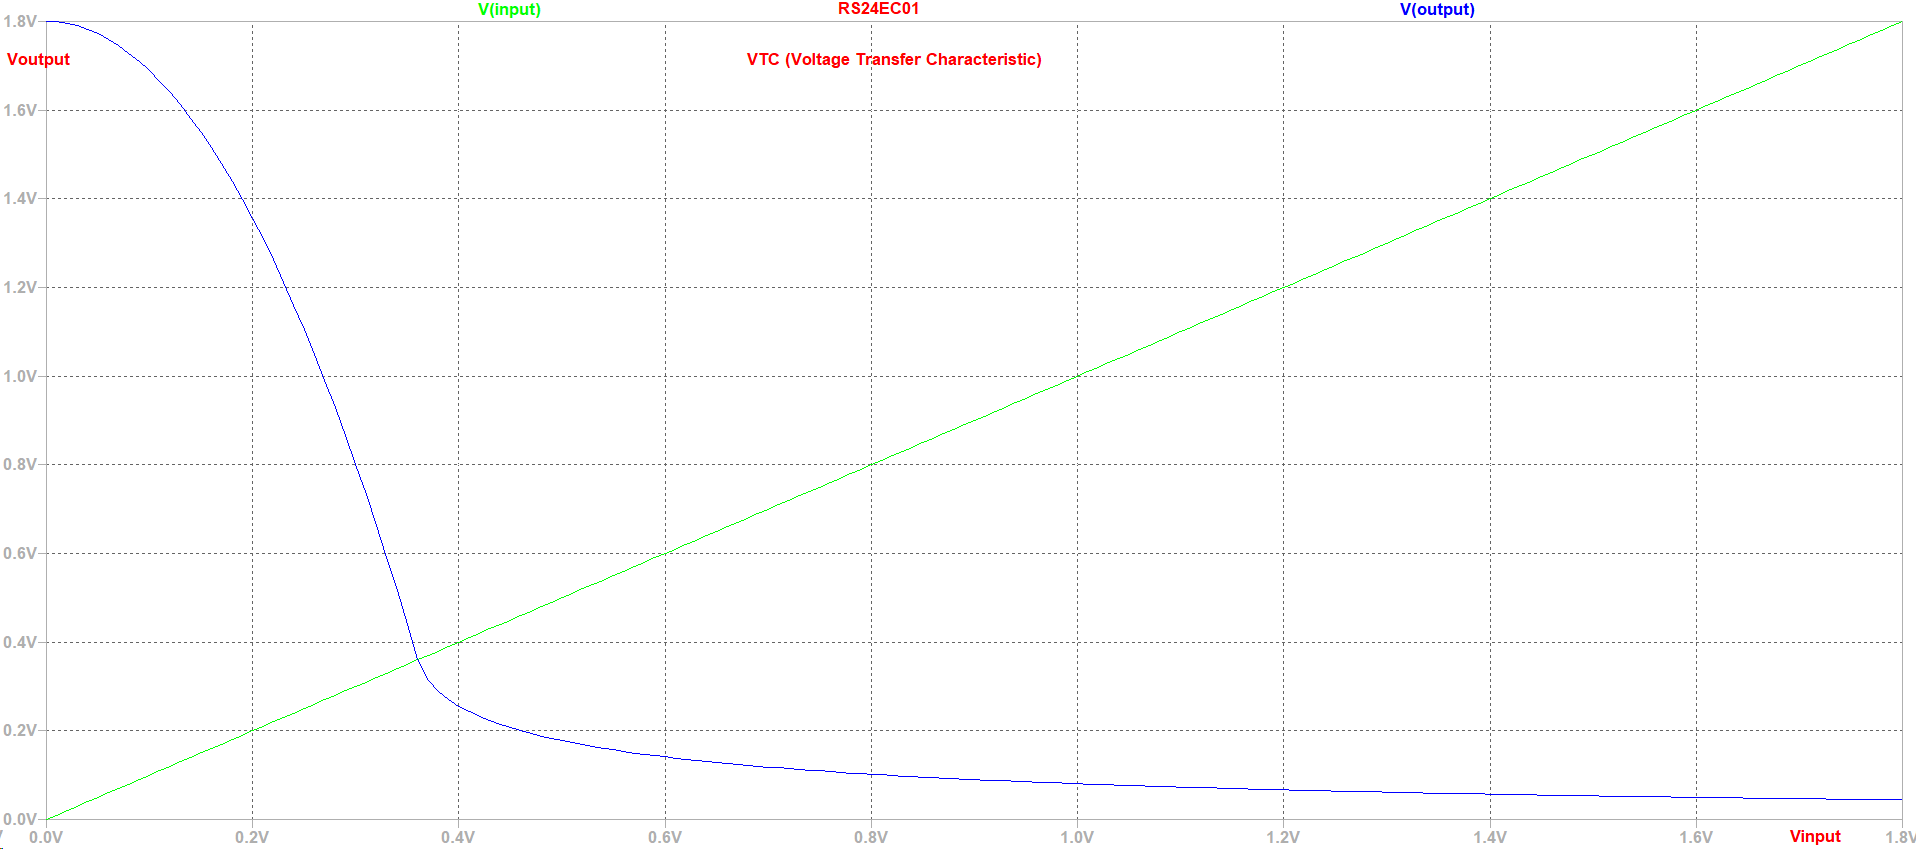 V(input) RS24EC01 V(output)
1.8V
Voutput VTC (Voltage Transfer Characteristic)
1.6V
1.4V
1.2V
1.0V
0.8V
0.6V
0.4V
0.2V
0.0V
0.0V 0.2V 0.4V 0.6V 0.8V 1.0V 1.2V 1.4V 1.6V Vinput 1.8V